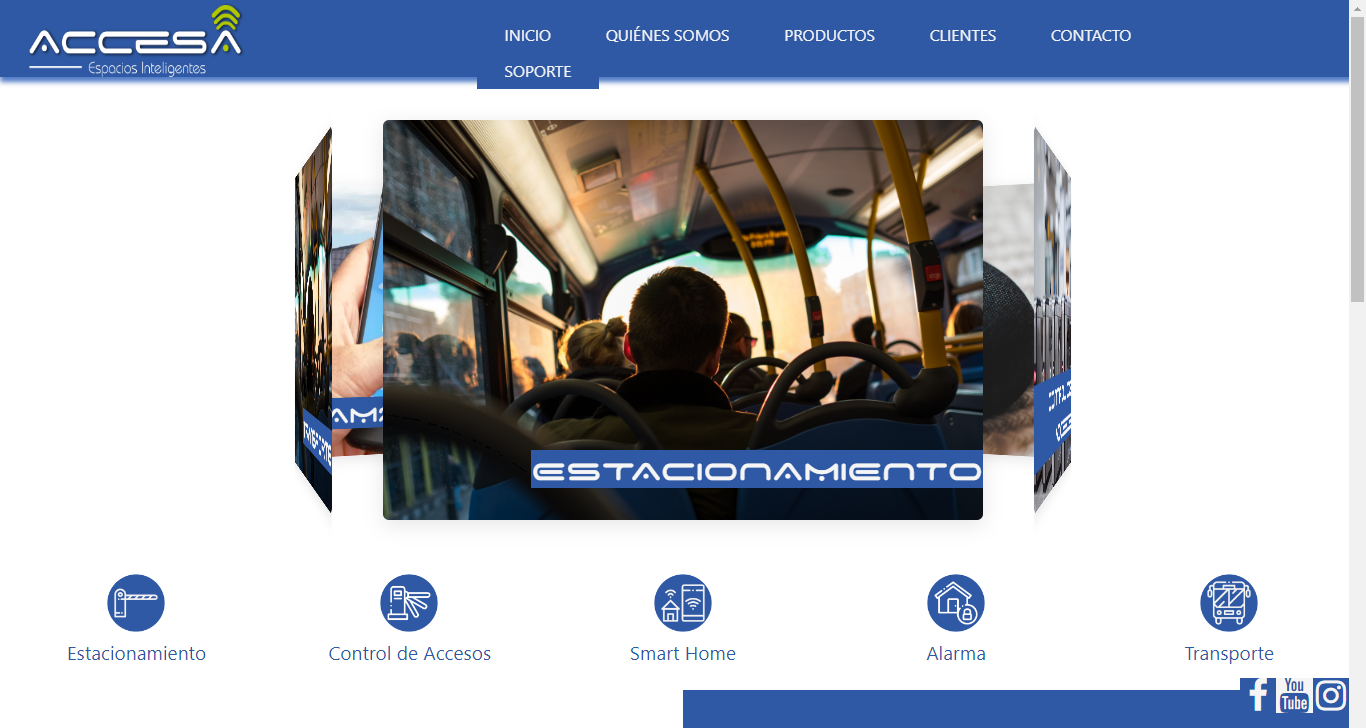 ACCESA
Espacios Inteligentes
INICIO QUIÉNES SOMOS PRODUCTOS CLIENTES CONTACTO
SOPORTE
TRANSPORTE
ESTACIONAMIENTO
Estacionamiento Control de Accesos Smart Home Alarma Transporte
You
Tube